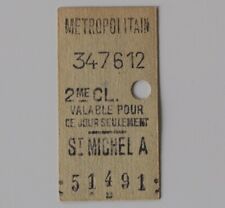 METROPOLITAIN
347612
2ME CL.
VALABLE POUR
CE JOUR SEULEMENT
ST MICHEL A
51491